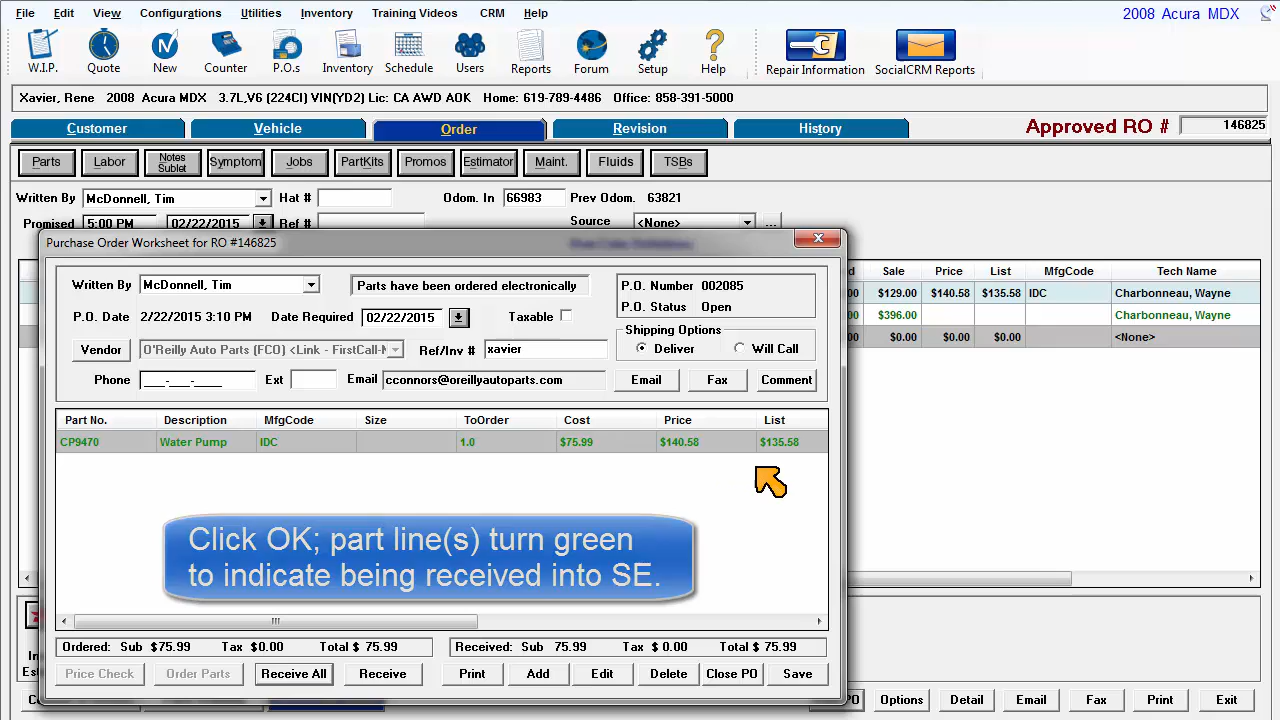 File Edit View Configurations Utilities Inventory Training Videos CRM Help 2008 Acura MDX
W.I.P. Quote New Counter P.O.s Inventory Schedule Users Reports Forum Setup Help Repair Information SocialCRM Reports
Xavier, Rene 2008 Acura MDX 3.7L,V6 (224CI) VIN(YD2) Lic: CA AWD AOK Home: 619-789-4486 Office: 858-391-5000
Customer Vehicle Order Revision History Approved RO # 146825
Parts Labor Notes Sublet Symptom Jobs PartKits Promos Estimator Maint. Fluids TSBs
Written By McDonnell, Tim Hat # Odom. In 66983 Prev Odom. 63821
Promised 5:00 PM 02/22/2015 Ref # Source <None> ...
Purchase Order Worksheet for RO #146825
Written By McDonnell, Tim Parts have been ordered electronically P.O. Number 002085
P.O. Status Open
P.O. Date 2/22/2015 3:10 PM Date Required 02/22/2015 Taxable
Shipping Options
Vendor O'Reilly Auto Parts (FCO) <Link - FirstCall-
Ref/Inv # xavier Deliver Will Call
Phone ___-___-____ Ext Email cconnors@oreillyautoparts.com Email Fax Comment
Part No. Description MfgCode Size ToOrder Cost Price List
CP9470 Water Pump IDC 1.0 $75.99 $140.58 $135.58
Click OK; part line(s) turn green
to indicate being received into SE.
Ordered: Sub $75.99 Tax $0.00 Total $ 75.99 Received: Sub 75.99 Tax $ 0.00 Total $ 75.99
Price Check Order Parts Receive All Receive Print Add Edit Delete Close PO Save
Sale Price List MfgCode Tech Name
$129.00 $140.58 $135.58 IDC Charbonneau, Wayne
$396.00 Charbonneau, Wayne
$0.00 $0.00 $0.00 <None>
PO Options Detail Email Fax Print Exit